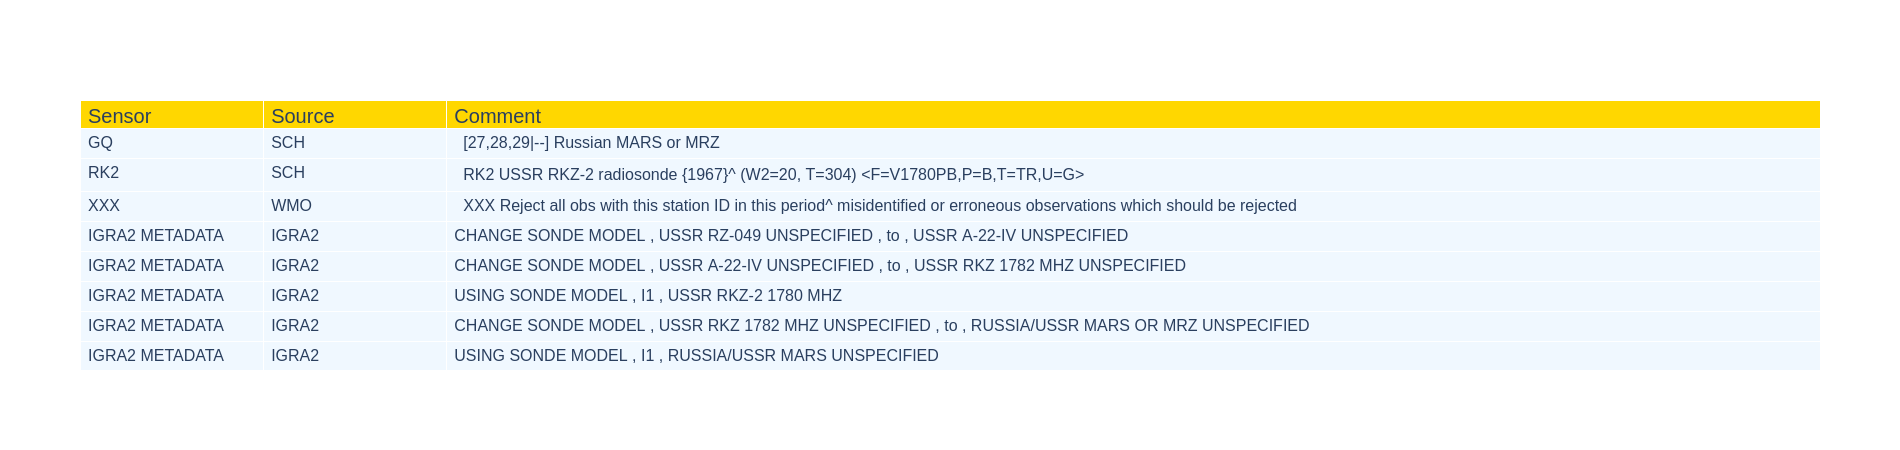 Sensor Source Comment
GQ SCH [27,28,29|--] Russian MARS or MRZ
RK2 SCH RK2 USSR RKZ-2 radiosonde {1967}^ (W2=20, T=304) <F=V1780PB,P=B,T=TR,U=G>
XXX WMO XXX Reject all obs with this station ID in this period^ misidentified or erroneous observations which should be rejected
IGRA2 METADATA IGRA2 CHANGE SONDE MODEL , USSR RZ-049 UNSPECIFIED , to , USSR A-22-IV UNSPECIFIED
IGRA2 METADATA IGRA2 CHANGE SONDE MODEL , USSR A-22-IV UNSPECIFIED , to , USSR RKZ 1782 MHZ UNSPECIFIED
IGRA2 METADATA IGRA2 USING SONDE MODEL , I1 , USSR RKZ-2 1780 MHZ
IGRA2 METADATA IGRA2 CHANGE SONDE MODEL , USSR RKZ 1782 MHZ UNSPECIFIED , to , RUSSIA/USSR MARS OR MRZ UNSPECIFIED
IGRA2 METADATA IGRA2 USING SONDE MODEL , I1 , RUSSIA/USSR MARS UNSPECIFIED